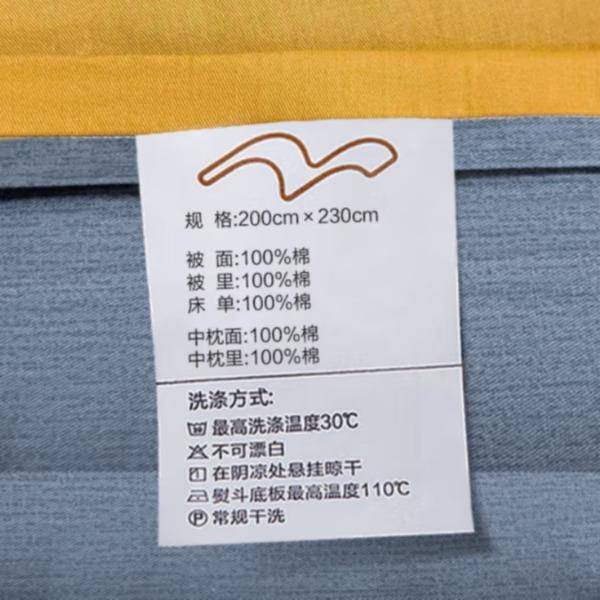 规 格:200cm×230cm
被 面:100%棉
被 里:100%棉
床 单:100%棉
中枕面:100%棉
中枕里:100%棉
洗涤方式:
最高洗涤温度30℃
不可漂白
在阴凉处悬挂晾干
熨斗底板最高温度110℃
Ⓟ常规干洗